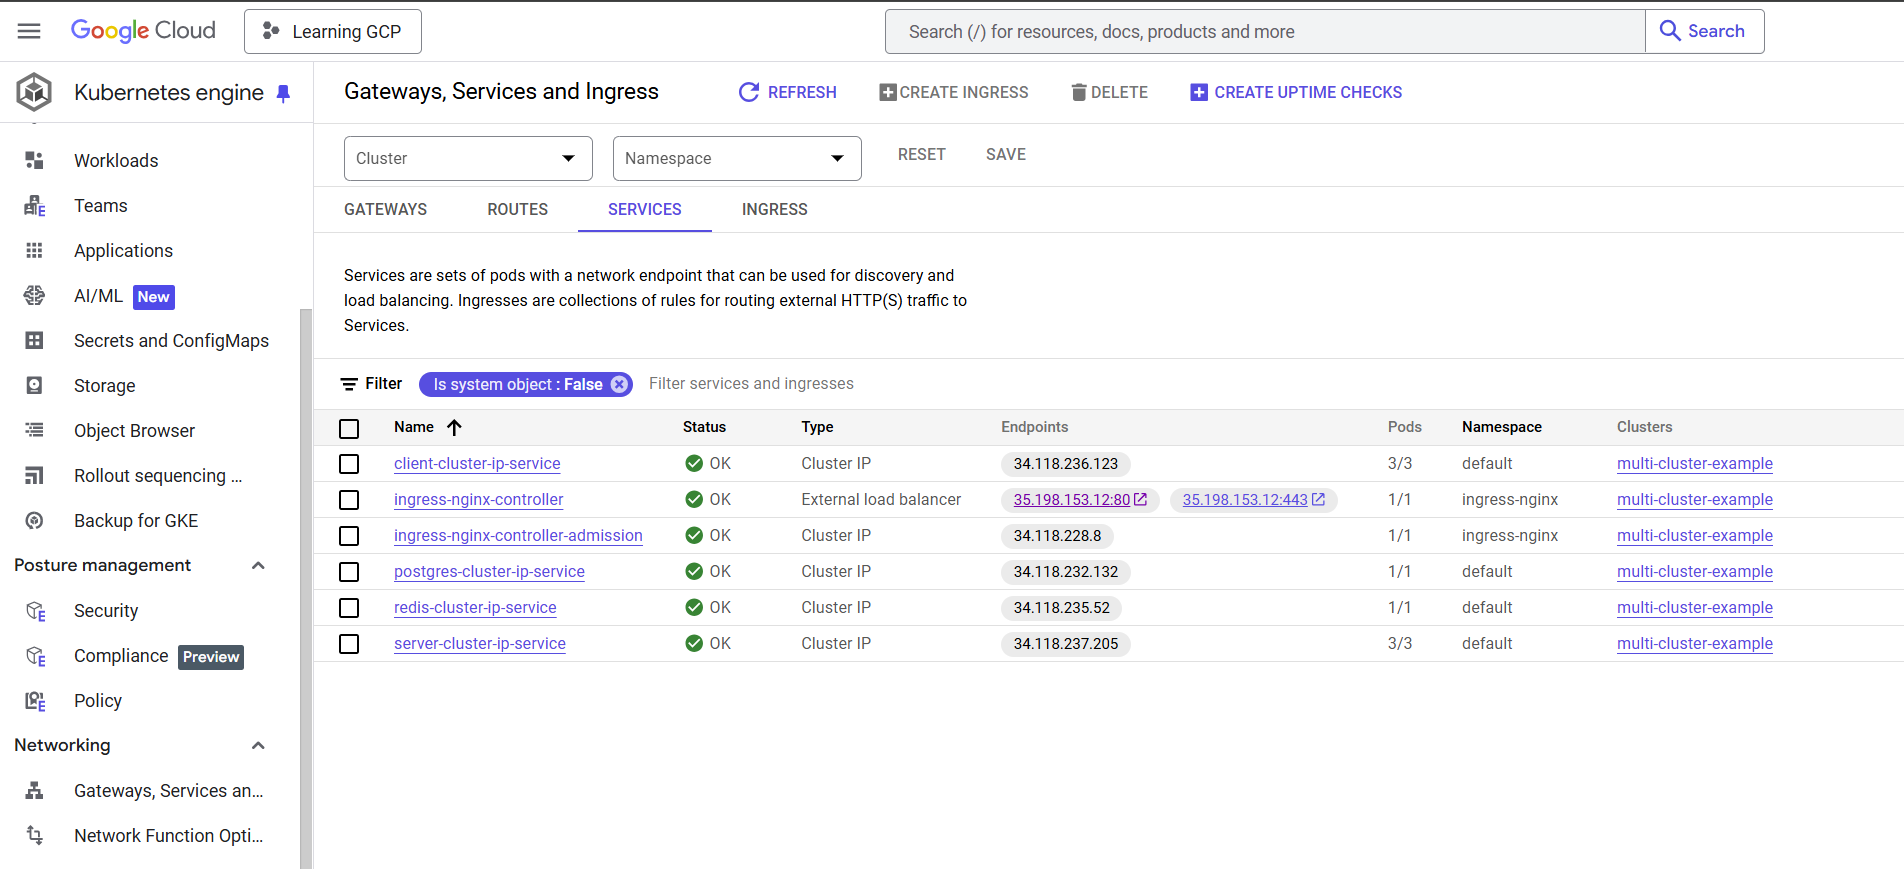 Google Cloud
Learning GCP
Search (/) for resources, docs, products and more
Search
Kubernetes engine
Workloads
Teams
Applications
AI/ML New
Secrets and ConfigMaps
Storage
Object Browser
Rollout sequencing ...
Backup for GKE
Posture management
Security
Compliance Preview
Policy
Networking
Gateways, Services an...
Network Function Opti...
Gateways, Services and Ingress
REFRESH
CREATE INGRESS
DELETE
CREATE UPTIME CHECKS
Cluster
Namespace
RESET
SAVE
GATEWAYS ROUTES SERVICES INGRESS
Services are sets of pods with a network endpoint that can be used for discovery and
load balancing. Ingresses are collections of rules for routing external HTTP(S) traffic to
Services.
Filter Is system object : False Filter services and ingresses
Name Status Type Endpoints Pods Namespace Clusters
client-cluster-ip-service OK Cluster IP 34.118.236.123 3/3 default multi-cluster-example
ingress-nginx-controller OK External load balancer 35.198.153.12:80 35.198.153.12:443 1/1 ingress-nginx multi-cluster-example
ingress-nginx-controller-admission OK Cluster IP 34.118.228.8 1/1 ingress-nginx multi-cluster-example
postgres-cluster-ip-service OK Cluster IP 34.118.232.132 1/1 default multi-cluster-example
redis-cluster-ip-service OK Cluster IP 34.118.235.52 1/1 default multi-cluster-example
server-cluster-ip-service OK Cluster IP 34.118.237.205 3/3 default multi-cluster-example